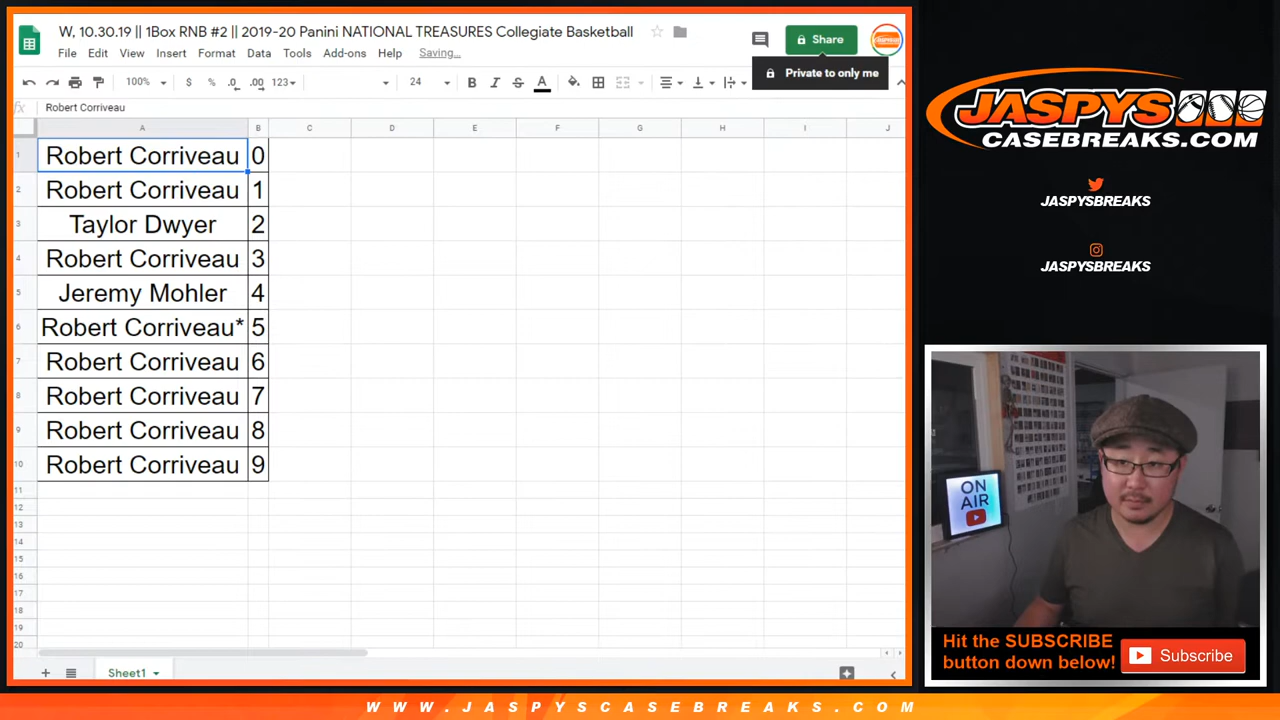 W, 10.30.19 || 1Box RNB #2 || 2019-20 Panini NATIONAL TREASURES Collegiate Basketball
File Edit View Insert Format Data Tools Add-ons Help Saving...
Share
Private to only me
100% $ % .0 .00 123 24 B I S A
fx Robert Corriveau
A B C D E F G H I J
1 Robert Corriveau 0
2 Robert Corriveau 1
3 Taylor Dwyer 2
4 Robert Corriveau 3
5 Jeremy Mohler 4
6 Robert Corriveau* 5
7 Robert Corriveau 6
8 Robert Corriveau 7
9 Robert Corriveau 8
10 Robert Corriveau 9
11
12
13
14
15
16
17
18
19
20
Sheet1
JASPYS
CASEBREAKS.COM
JASPYSBREAKS
JASPYSBREAKS
ON
AIR
Hit the SUBSCRIBE
button down below!
Subscribe
WWW.JASPYSCASEBREAKS.COM